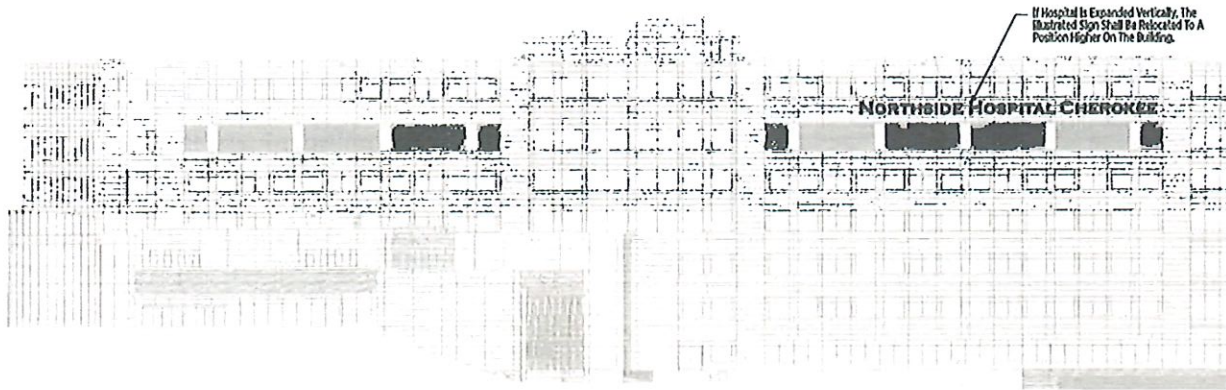 If Hospital Is Expanded Vertically, The
Illustrated Sign Shall Be Relocated To A
Position Higher On The Building.
NORTHSIDE HOSPITAL CHEROKEE